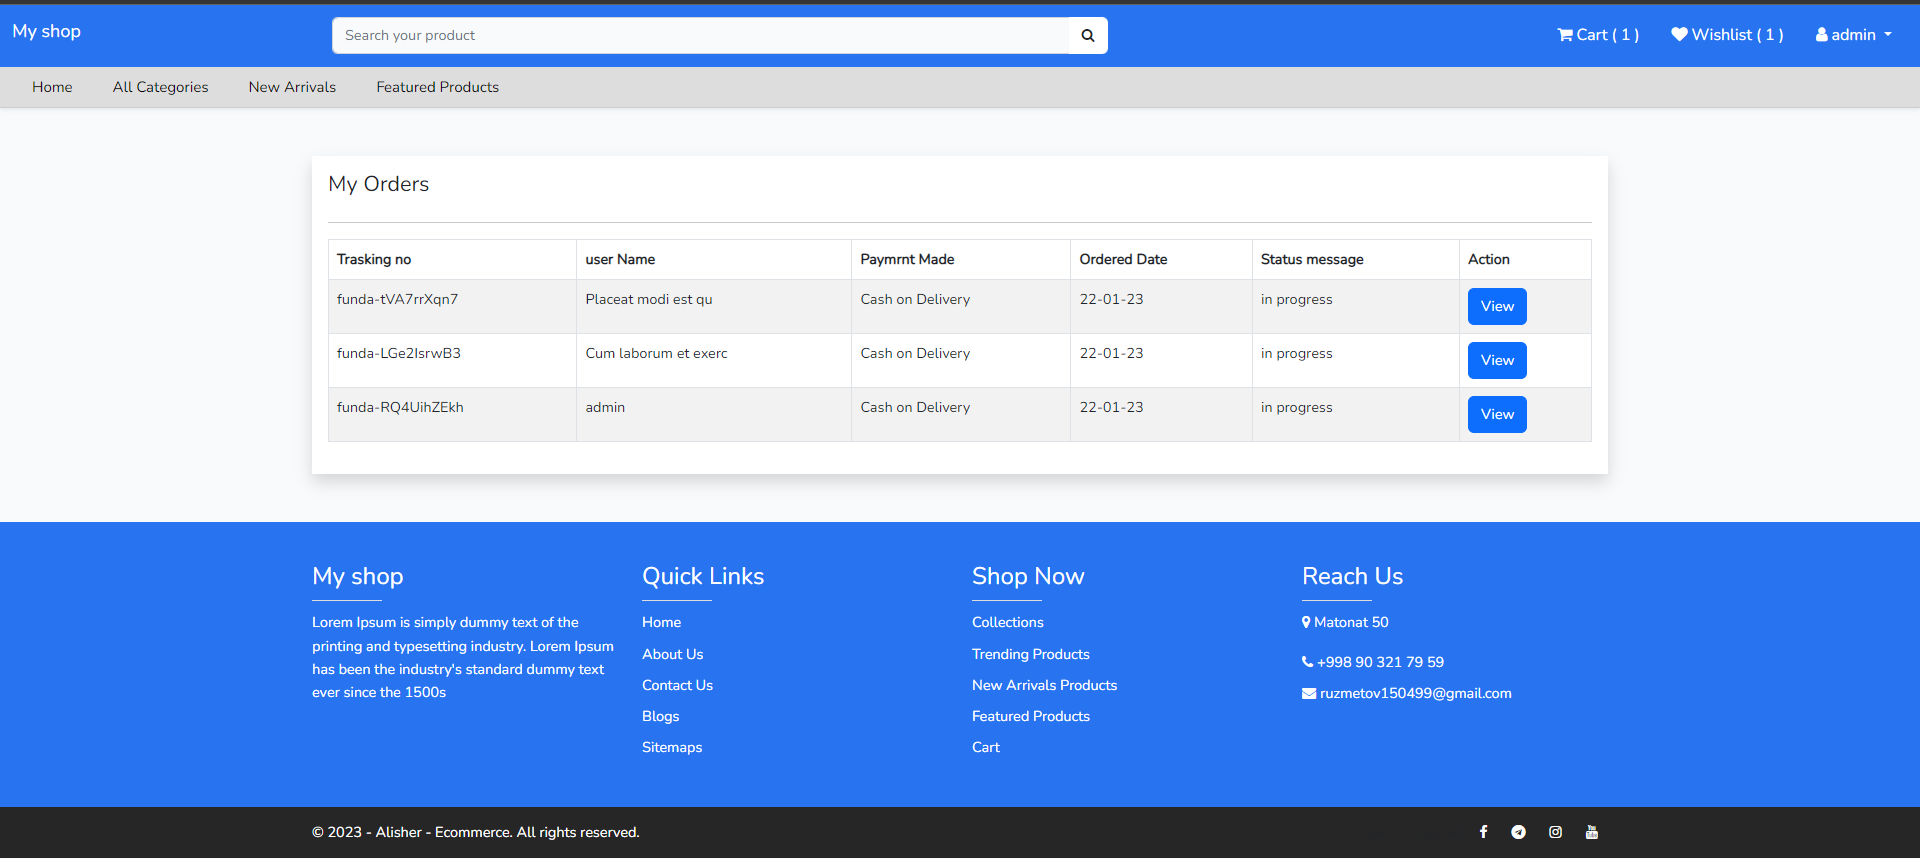 My shop
Search your product
Cart ( 1 )
Wishlist ( 1 )
admin
Home
All Categories
New Arrivals
Featured Products
My Orders
Trasking no user Name Paymrnt Made Ordered Date Status message Action
funda-tVA7rrXqn7 Placeat modi est qu Cash on Delivery 22-01-23 in progress View
funda-LGe2IsrwB3 Cum laborum et exerc Cash on Delivery 22-01-23 in progress View
funda-RQ4UihZEkh admin Cash on Delivery 22-01-23 in progress View
My shop
Lorem Ipsum is simply dummy text of the
printing and typesetting industry. Lorem Ipsum
has been the industry's standard dummy text
ever since the 1500s
Quick Links
Home
About Us
Contact Us
Blogs
Sitemaps
Shop Now
Collections
Trending Products
New Arrivals Products
Featured Products
Cart
Reach Us
Matonat 50
+998 90 321 79 59
ruzmetov150499@gmail.com
© 2023 - Alisher - Ecommerce. All rights reserved.